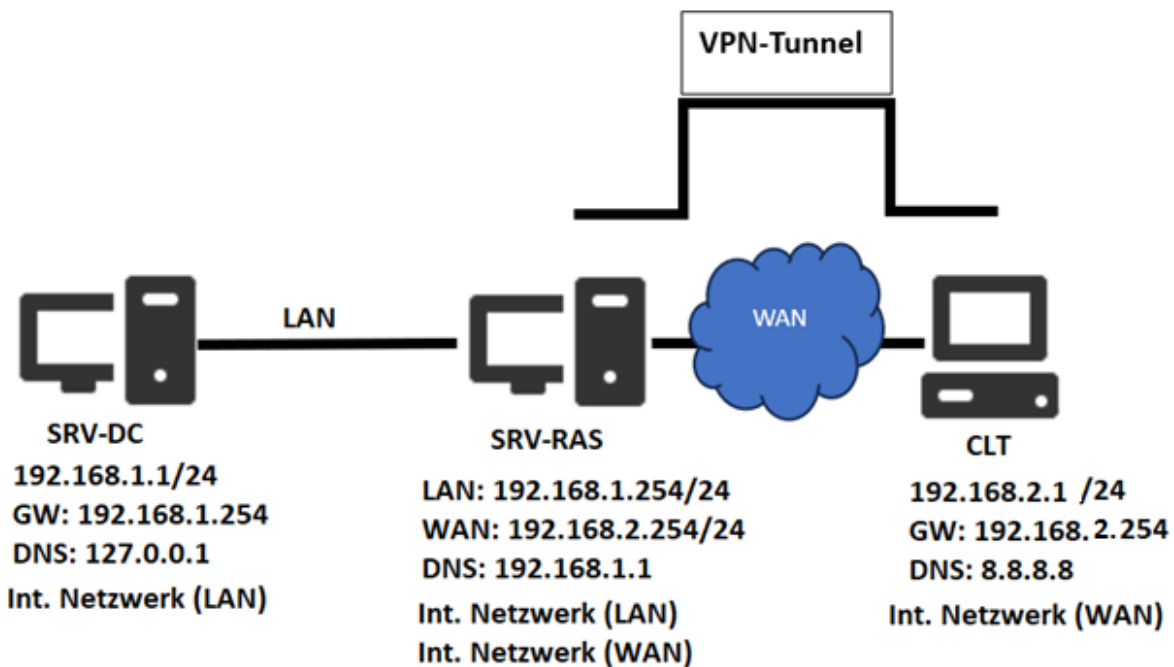 VPN-Tunnel
LAN
WAN
SRV-DC
192.168.1.1/24
GW: 192.168.1.254
DNS: 127.0.0.1
Int. Netzwerk (LAN)
SRV-RAS
LAN: 192.168.1.254/24
WAN: 192.168.2.254/24
DNS: 192.168.1.1
Int. Netzwerk (LAN)
Int. Netzwerk (WAN)
CLT
192.168.2.1 /24
GW: 192.168.2.254
DNS: 8.8.8.8
Int. Netzwerk (WAN)